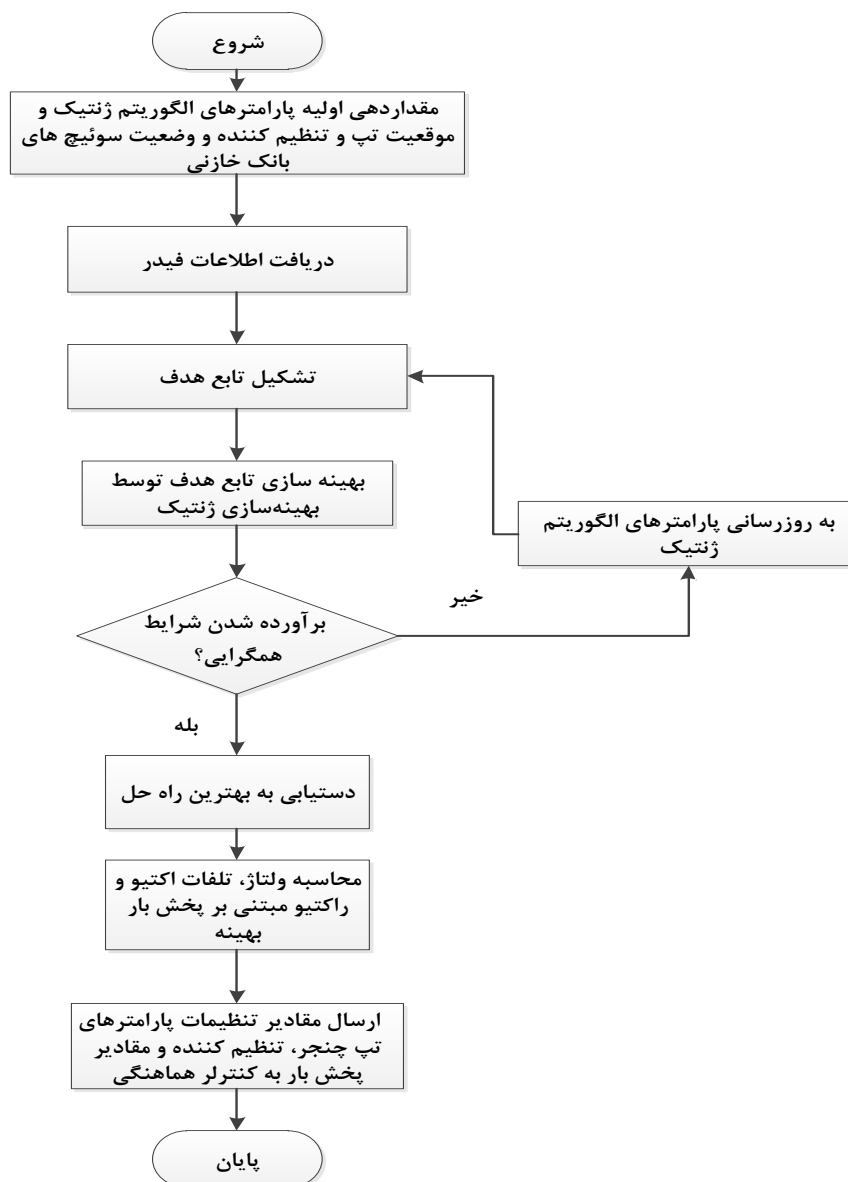 شروع
مقداردهی اولیه پارامترهای الگوریتم ژنتیک و
موقعیت تپ و تنظیم کننده و وضعیت سوئیچ های
بانک خازنی
دریافت اطلاعات فیدر
تشکیل تابع هدف
بهینه سازی تابع هدف توسط
بهینه‌سازی ژنتیک
به روزرسانی پارامترهای الگوریتم
ژنتیک
برآورده شدن شرایط
همگرایی؟
خیر
بله
دستیابی به بهترین راه حل
محاسبه ولتاژ، تلفات اکتیو و
راکتیو مبتنی بر پخش بار
بهینه
ارسال مقادیر تنظیمات پارامترهای
تپ چنجر، تنظیم کننده و مقادیر
پخش بار به کنترلر هماهنگی
پایان